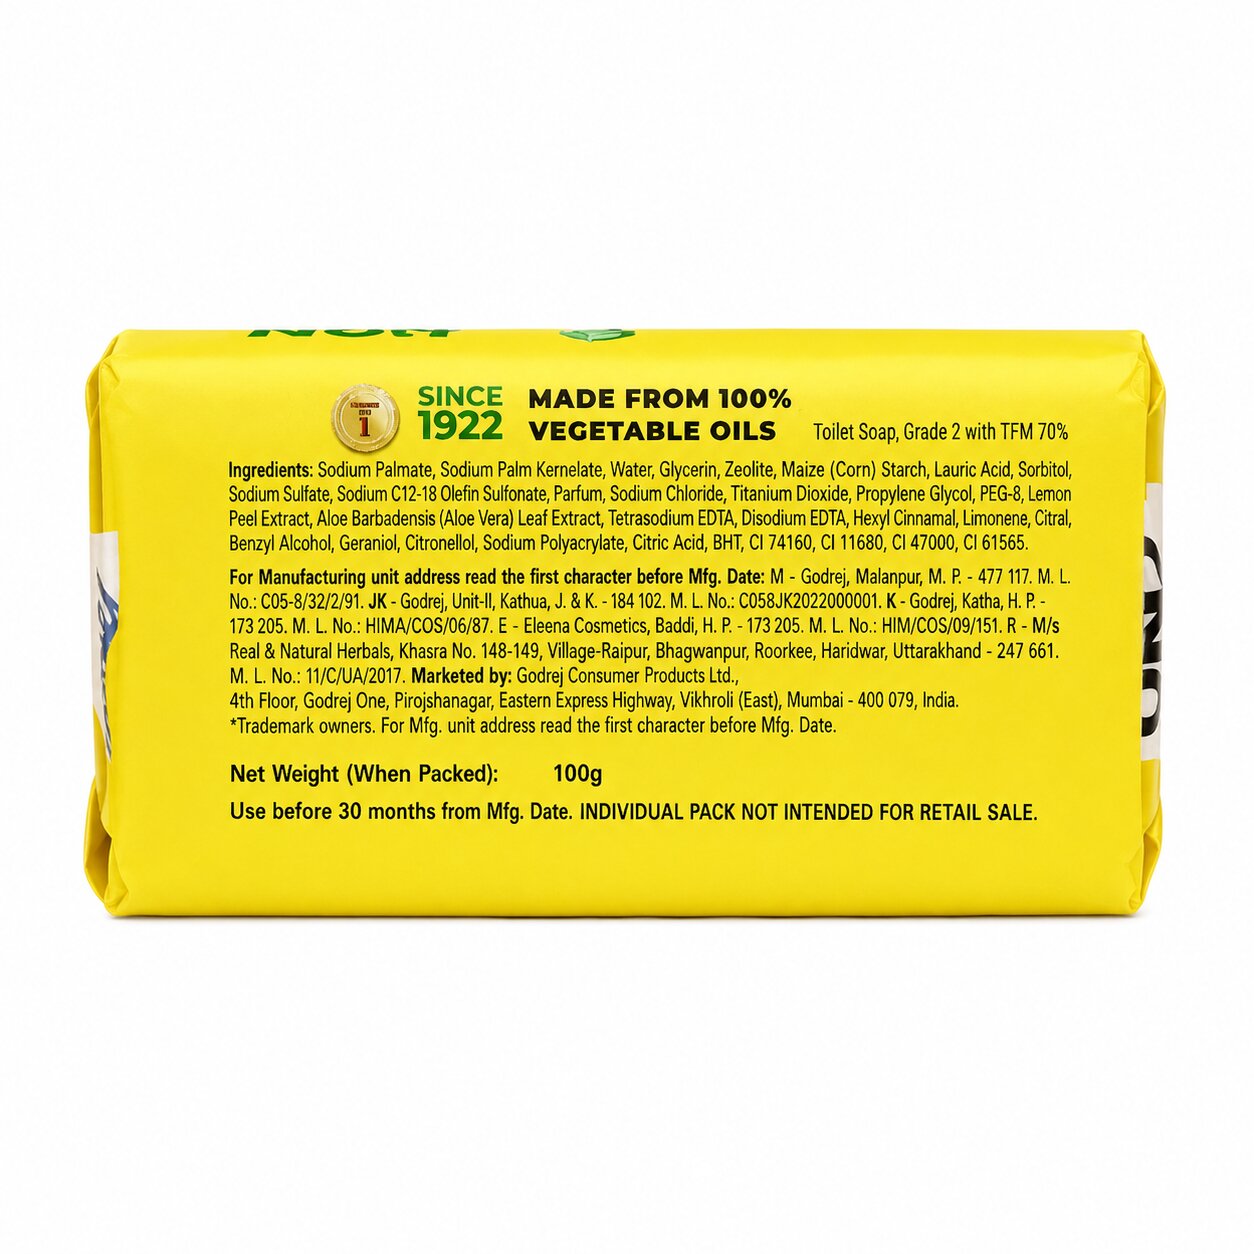 1
SINCE
1922
MADE FROM 100%
VEGETABLE OILS
Toilet Soap, Grade 2 with TFM 70%
Ingredients: Sodium Palmate, Sodium Palm Kernelate, Water, Glycerin, Zeolite, Maize (Corn) Starch, Lauric Acid, Sorbitol,
Sodium Sulfate, Sodium C12-18 Olefin Sulfonate, Parfum, Sodium Chloride, Titanium Dioxide, Propylene Glycol, PEG-8, Lemon
Peel Extract, Aloe Barbadensis (Aloe Vera) Leaf Extract, Tetrasodium EDTA, Disodium EDTA, Hexyl Cinnamal, Limonene, Citral,
Benzyl Alcohol, Geraniol, Citronellol, Sodium Polyacrylate, Citric Acid, BHT, CI 74160, CI 11680, CI 47000, CI 61565.
For Manufacturing unit address read the first character before Mfg. Date: M - Godrej, Malanpur, M. P. - 477 117. M. L.
No.: C05-8/32/2/91. JK - Godrej, Unit-II, Kathua, J. & K. - 184 102. M. L. No.: C058JK2022000001. K - Godrej, Katha, H. P. -
173 205. M. L. No.: HIMA/COS/06/87. E - Eleena Cosmetics, Baddi, H. P. - 173 205. M. L. No.: HIM/COS/09/151. R - M/s
Real & Natural Herbals, Khasra No. 148-149, Village-Raipur, Bhagwanpur, Roorkee, Haridwar, Uttarakhand - 247 661.
M. L. No.: 11/C/UA/2017. Marketed by: Godrej Consumer Products Ltd.,
4th Floor, Godrej One, Pirojshanagar, Eastern Express Highway, Vikhroli (East), Mumbai - 400 079, India.
*Trademark owners. For Mfg. unit address read the first character before Mfg. Date.
Net Weight (When Packed): 100g
Use before 30 months from Mfg. Date. INDIVIDUAL PACK NOT INTENDED FOR RETAIL SALE.